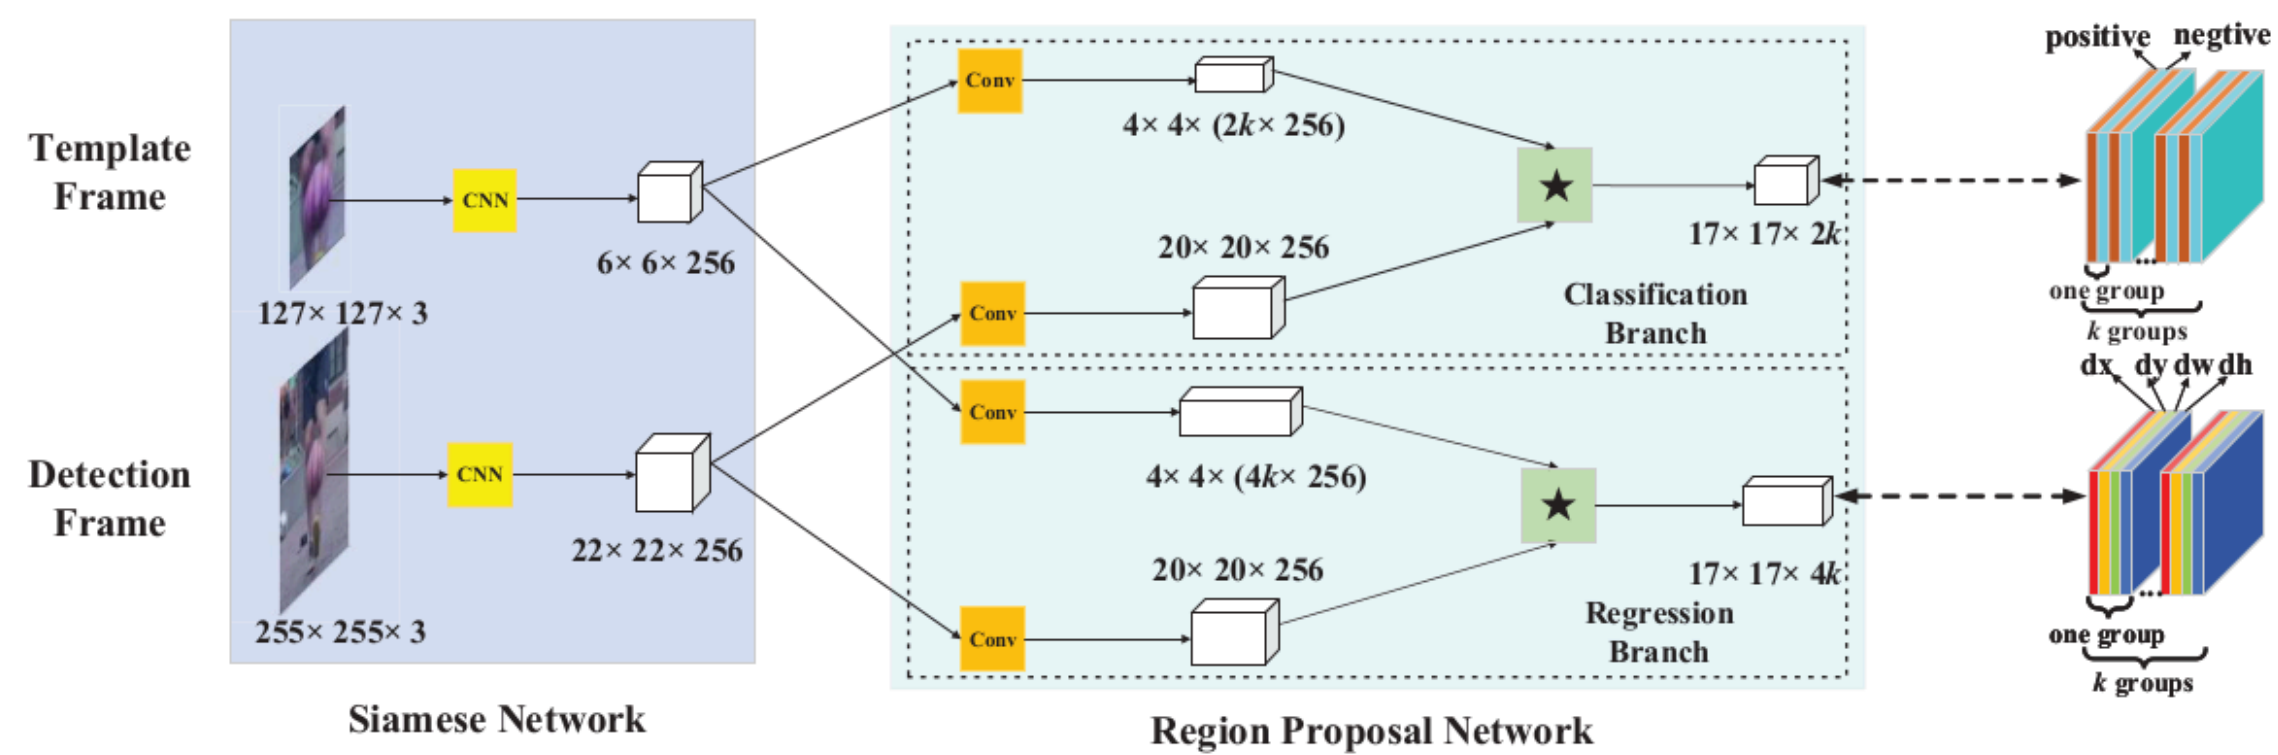 Template
Frame
127× 127× 3
CNN
6× 6× 256
Detection
Frame
255× 255× 3
CNN
22× 22× 256
Siamese Network
Conv
4× 4× (2k× 256)
Conv
20× 20× 256
★
17× 17× 2k
Classification
Branch
Conv
4× 4× (4k× 256)
Conv
20× 20× 256
★
17× 17× 4k
Regression
Branch
Region Proposal Network
positive negtive
...
one group
k groups
dx dy dw dh
...
one group
k groups